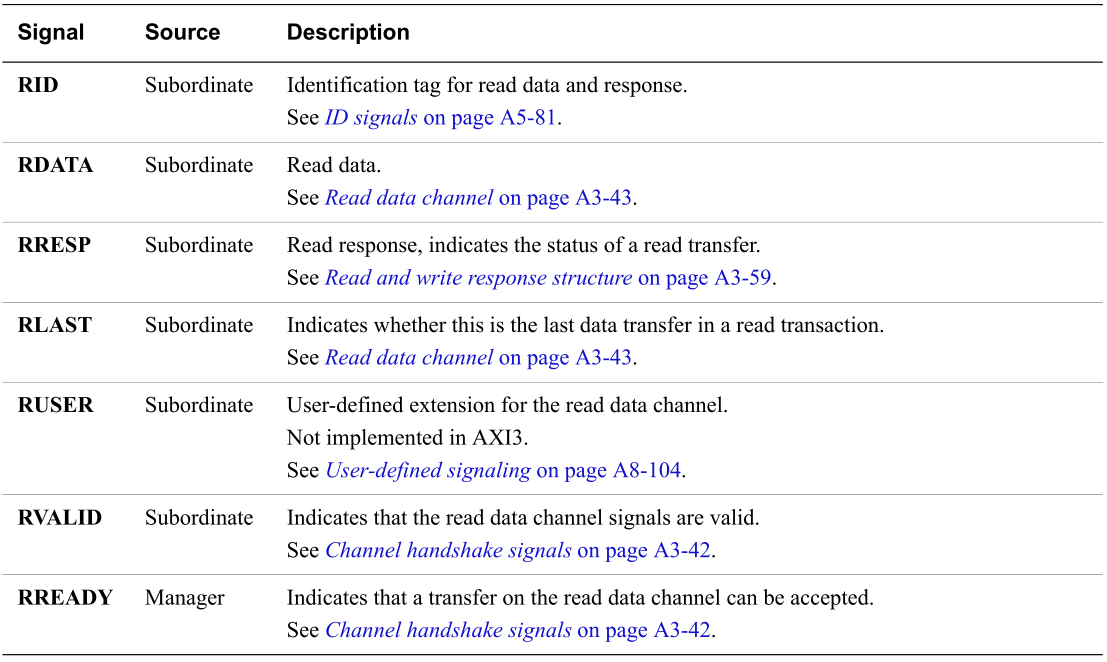 Signal Source Description
RID Subordinate Identification tag for read data and response.
See ID signals on page A5-81.
RDATA Subordinate Read data.
See Read data channel on page A3-43.
RRESP Subordinate Read response, indicates the status of a read transfer.
See Read and write response structure on page A3-59.
RLAST Subordinate Indicates whether this is the last data transfer in a read transaction.
See Read data channel on page A3-43.
RUSER Subordinate User-defined extension for the read data channel.
Not implemented in AXI3.
See User-defined signaling on page A8-104.
RVALID Subordinate Indicates that the read data channel signals are valid.
See Channel handshake signals on page A3-42.
RREADY Manager Indicates that a transfer on the read data channel can be accepted.
See Channel handshake signals on page A3-42.